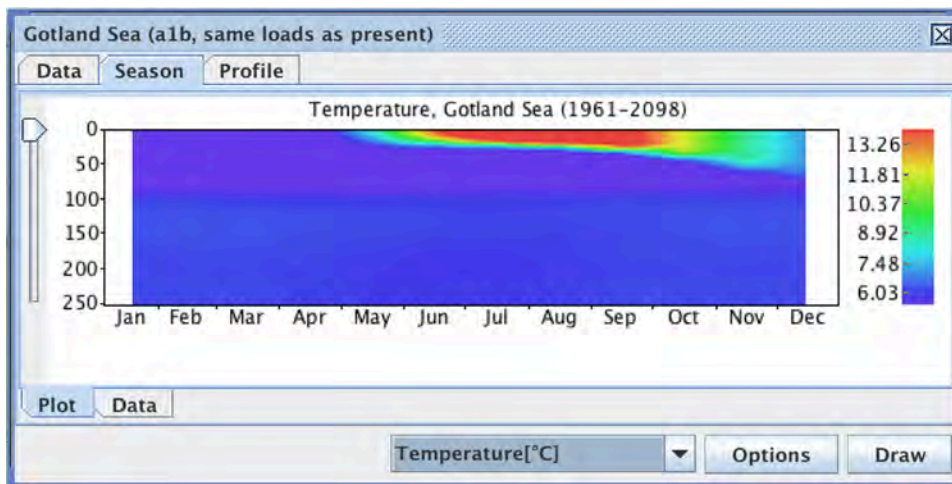 Gotland Sea (a1b, same loads as present)
Data Season Profile
Temperature, Gotland Sea (1961-2098)
0
50
100
150
200
250
Jan Feb Mar Apr May Jun Jul Aug Sep Oct Nov Dec
13.26
11.81
10.37
8.92
7.48
6.03
Plot Data
Temperature[°C] Options Draw